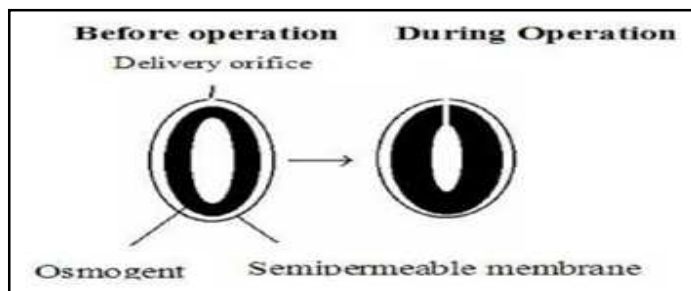 Before operation During Operation
Delivery orifice
Osmogent Semipermeable membrane